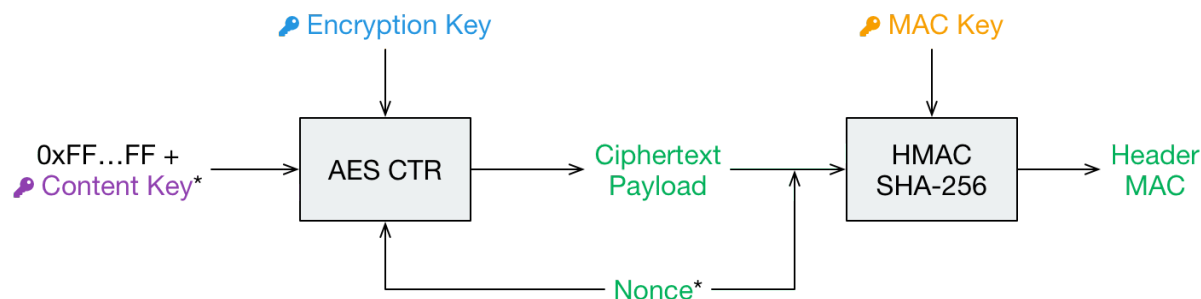 Encryption Key
MAC Key
0xFF...FF +
Content Key*
AES CTR
Ciphertext
Payload
HMAC
SHA-256
Header
MAC
Nonce*